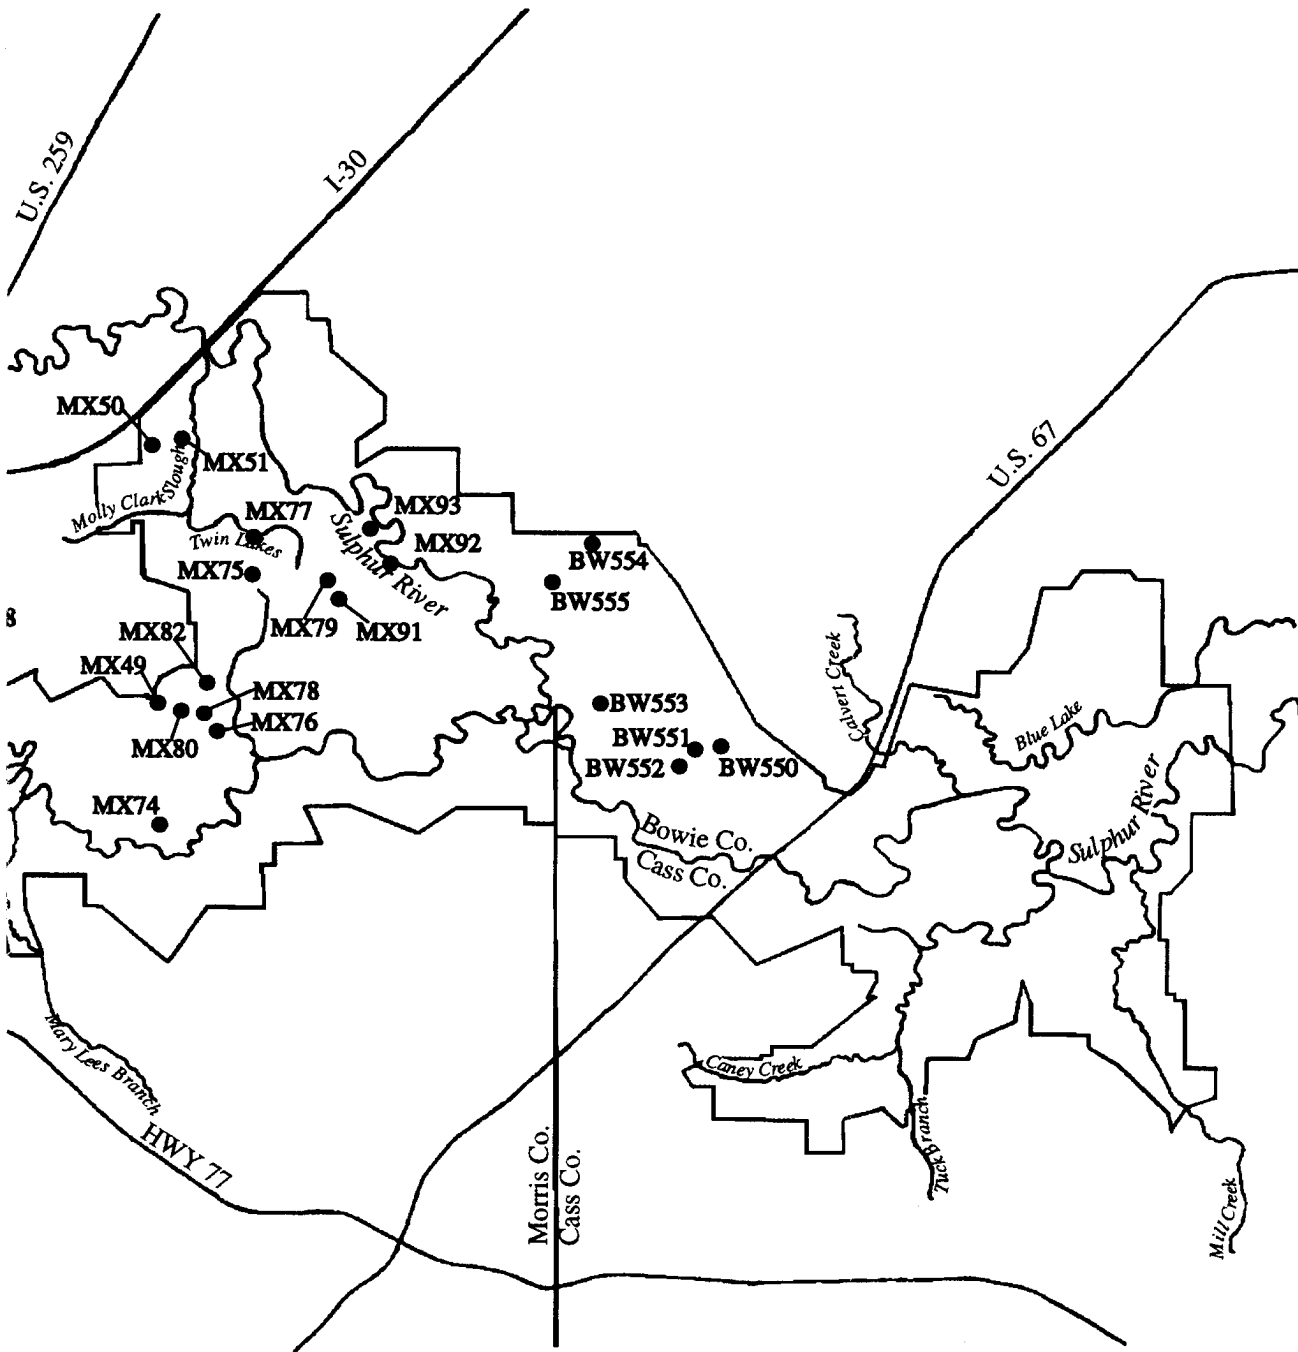 U.S. 259
I-30
MX50
MX51
Molly Clark Slough
MX77
Twin Lakes
MX93
MX92
Sulphur River
MX75
MX79
MX91
BW554
BW555
U.S. 67
8
MX82
MX49
MX78
MX76
MX80
MX74
BW553
BW551
BW552
BW550
Calvert Creek
Blue Lake
Sulphur River
Bowie Co.
Cass Co.
Mary Lees Branch
HWY 77
Caney Creek
Tuck Branch
Mill Creek
Morris Co.
Cass Co.